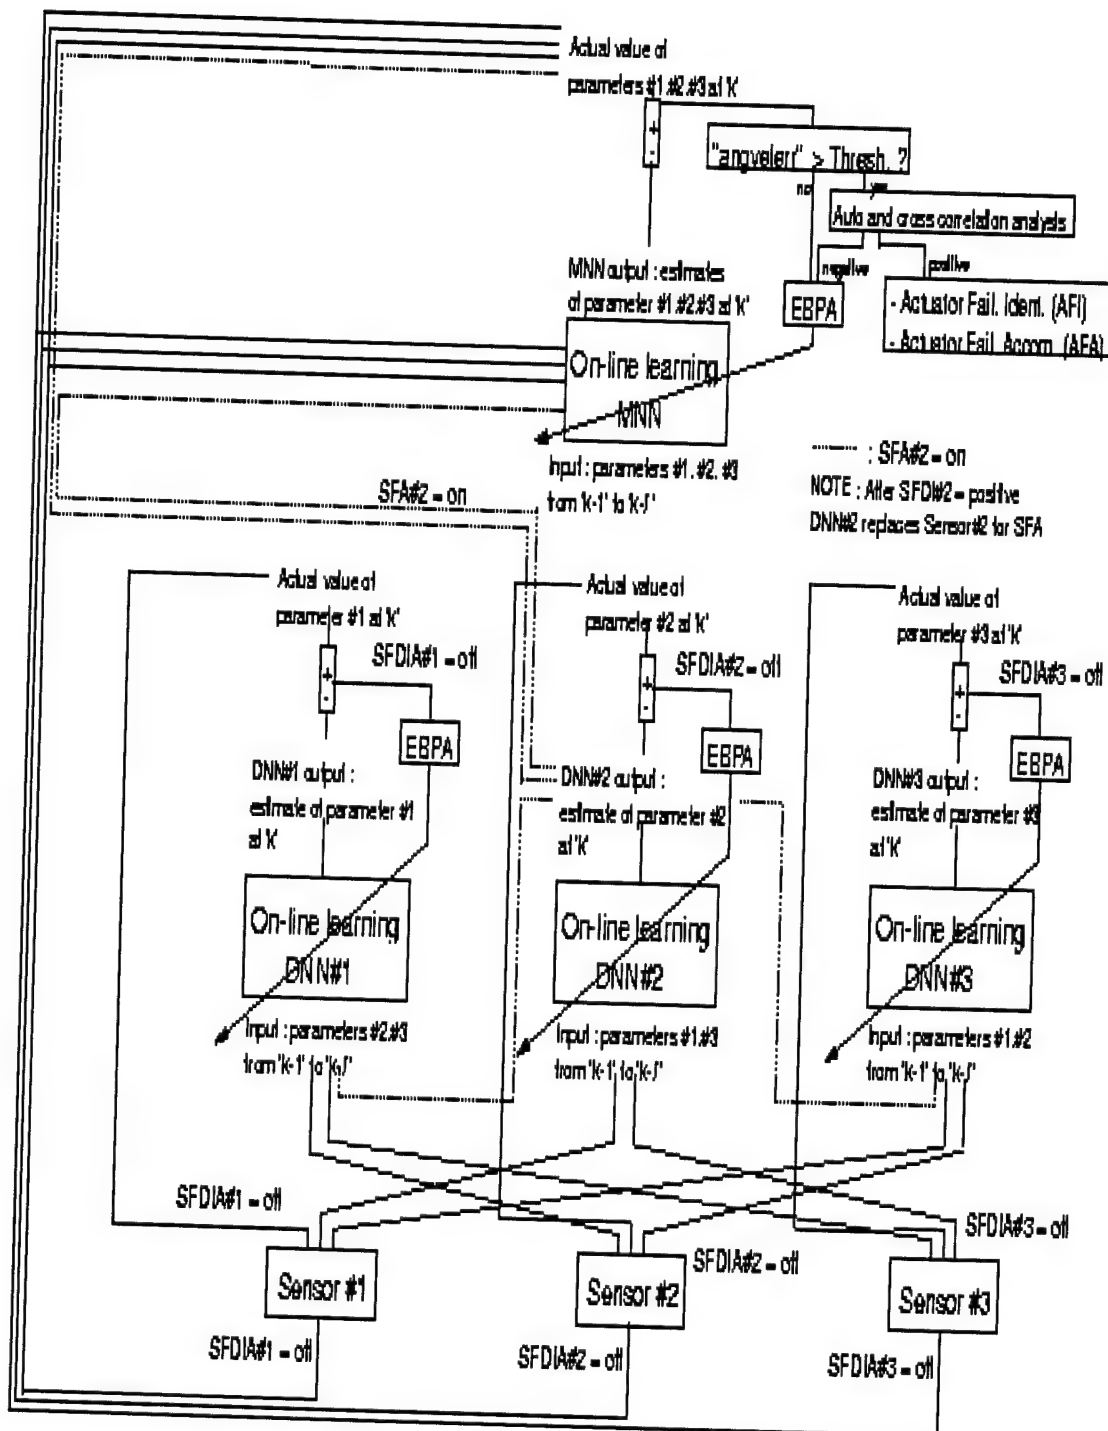 Actual value of
parameters #1.#2.#3 at 'k'
+
-
"angvelerr" > Thresh. ?
no
yes
Auto and cross correlation analysis
negative
positive
MNN output : estimates
of parameter #1.#2.#3 at 'k'
EBPA
- Actuator Fail. Ident. (AFI)
- Actuator Fail. Accom. (AFA)
On-line learning
MNN
Input : parameters #1. #2. #3
from 'k-1' to 'k-l'
SFA#2 = on
: SFA#2 = on
NOTE : After SFDI#2 = positive
DNN#2 replaces Sensor#2 for SFA
Actual value of
parameter #1 at 'k'
SFDIA#1 = off
+
-
EBPA
DNN#1 output :
estimate of parameter #1
at 'k'
On-line learning
DNN#1
Input : parameters #2.#3
from 'k-1' to 'k-l'
Actual value of
parameter #2 at 'k'
SFDIA#2 = off
+
-
EBPA
DNN#2 output :
estimate of parameter #2
at 'k'
On-line learning
DNN#2
Input : parameters #1.#3
from 'k-1' to 'k-l'
Actual value of
parameter #3 at 'k'
SFDIA#3 = off
+
-
EBPA
DNN#3 output :
estimate of parameter #3
at 'k'
On-line learning
DNN#3
Input : parameters #1.#2
from 'k-1' to 'k-l'
SFDIA#1 = off
Sensor #1
SFDIA#1 = off
SFDIA#2 = off
Sensor #2
SFDIA#2 = off
SFDIA#3 = off
Sensor #3
SFDIA#3 = off